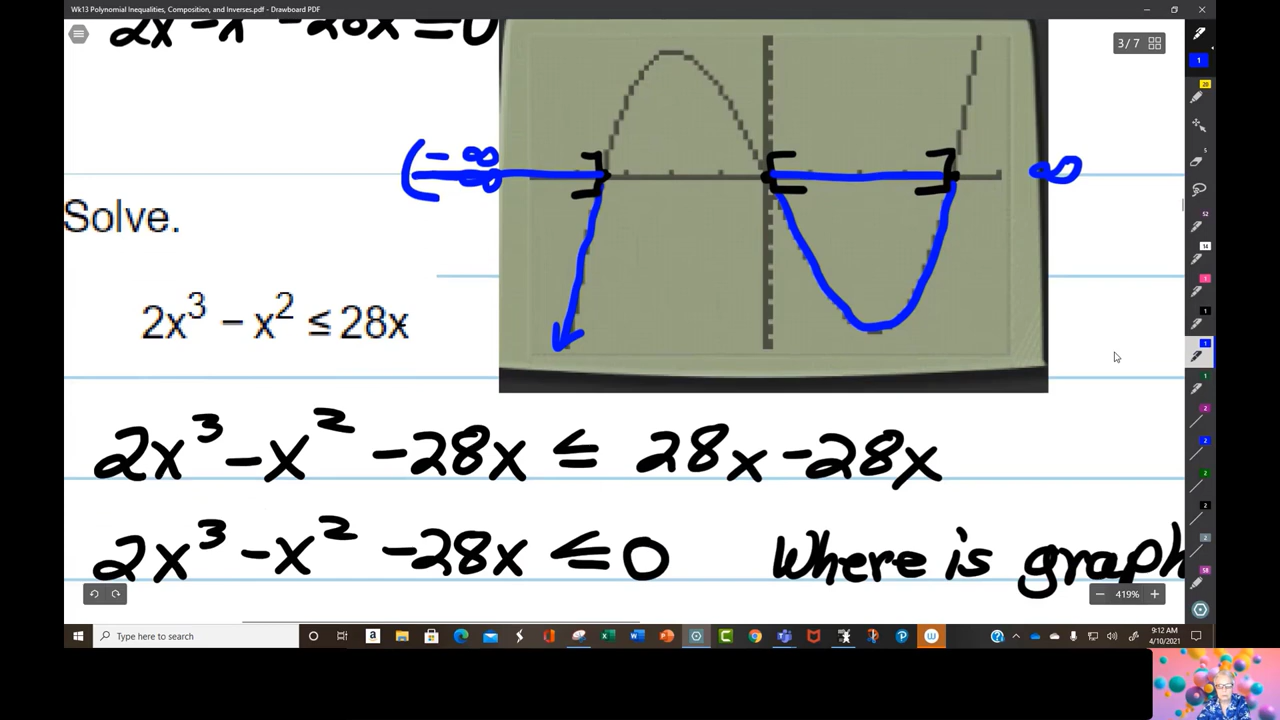 Wk13 Polynomial Inequalities, Composition, and Inverses.pdf - Drawboard PDF
3/7
(-∞
∞
Solve.
2x³ − x² ≤ 28x
2x³ − x² − 28x ≤ 28x − 28x
2x³ − x² − 28x ≤ 0 Where is graph
419%
Type here to search
9:12 AM
4/10/2021